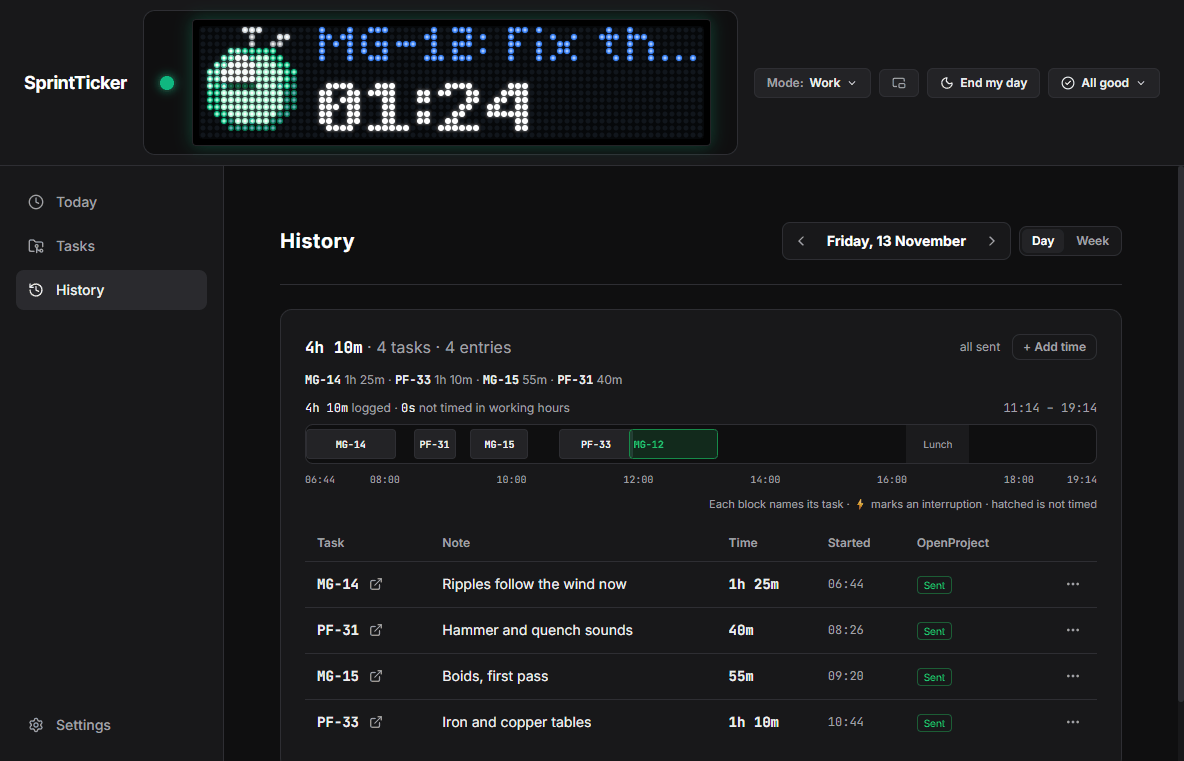 SprintTicker
MG-12: Fix th...
01:24
Mode: Work
End my day
All good
Today
Tasks
History
Settings
History
Friday, 13 November
Day
Week
4h 10m · 4 tasks · 4 entries
all sent
+ Add time
MG-14 1h 25m · PF-33 1h 10m · MG-15 55m · PF-31 40m
4h 10m logged · 0s not timed in working hours
11:14 – 19:14
MG-14
PF-31
MG-15
PF-33
MG-12
Lunch
06:44 08:00 10:00 12:00 14:00 16:00 18:00 19:14
Each block names its task · ⚡ marks an interruption · hatched is not timed
Task Note Time Started OpenProject
MG-14 Ripples follow the wind now 1h 25m 06:44 Sent
PF-31 Hammer and quench sounds 40m 08:26 Sent
MG-15 Boids, first pass 55m 09:20 Sent
PF-33 Iron and copper tables 1h 10m 10:44 Sent